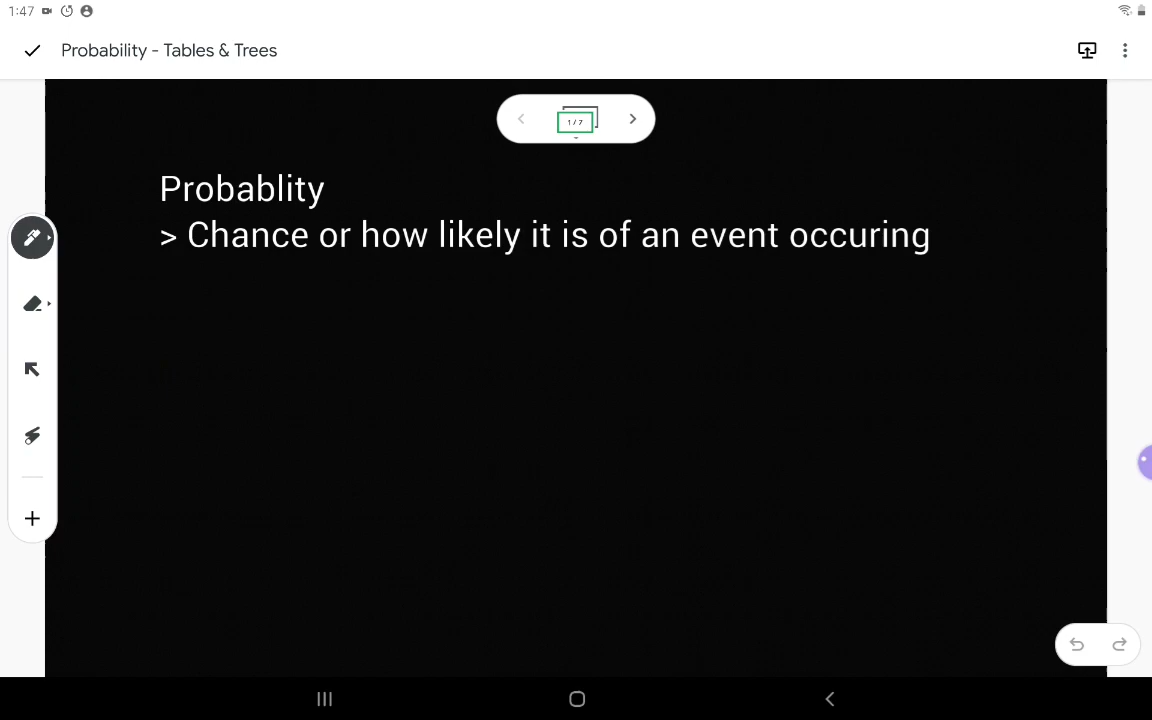 1:47
Probability - Tables & Trees
1 / 7
Probablity
> Chance or how likely it is of an event occuring